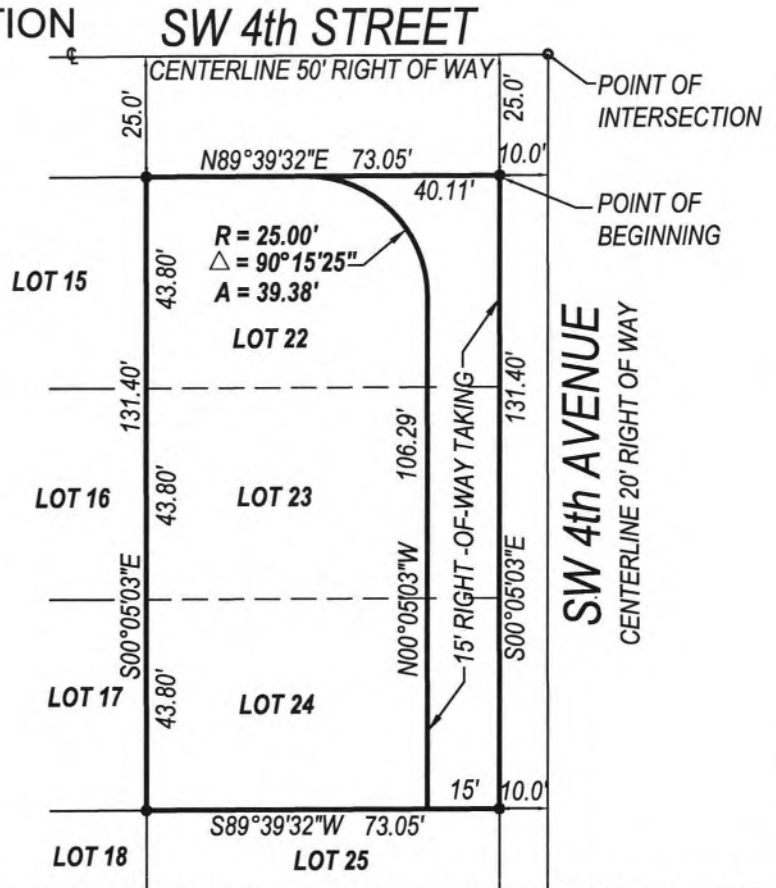 TION
SW 4th STREET
℄
CENTERLINE 50' RIGHT OF WAY
25.0'
25.0'
POINT OF
INTERSECTION
N89°39'32"E 73.05'
10.0'
40.11'
POINT OF
BEGINNING
R = 25.00'
△ = 90°15'25"
A = 39.38'
LOT 15
43.80'
LOT 22
131.40'
106.29'
15' RIGHT -OF-WAY TAKING
131.40'
SW 4th AVENUE
CENTERLINE 20' RIGHT OF WAY
LOT 16
43.80'
LOT 23
S00°05'03"E
N00°05'03"W
S00°05'03"E
LOT 17
43.80'
LOT 24
15'
10.0'
S89°39'32"W 73.05'
LOT 18
LOT 25